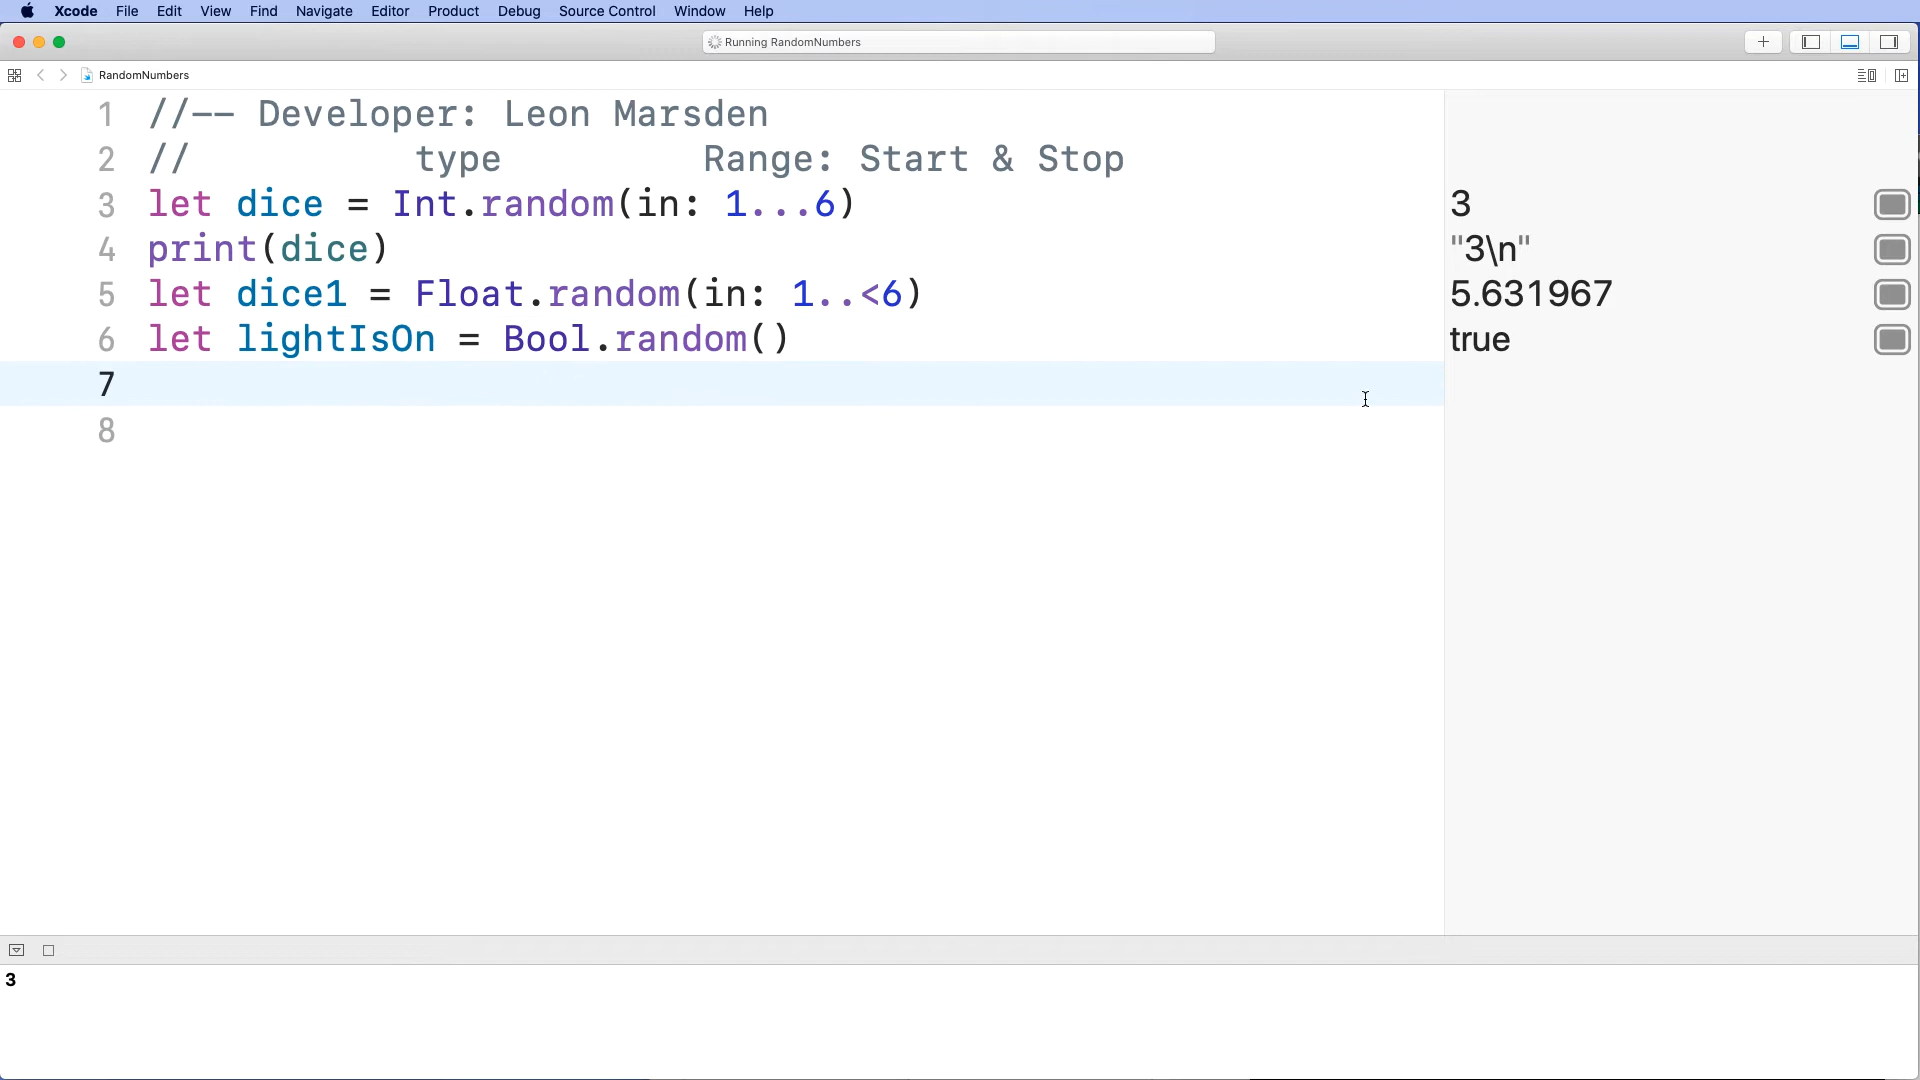 Xcode File Edit View Find Navigate Editor Product Debug Source Control Window Help
Running RandomNumbers
RandomNumbers
1 //-- Developer: Leon Marsden
2 // type Range: Start & Stop
3 let dice = Int.random(in: 1...6) 3
4 print(dice) "3\n"
5 let dice1 = Float.random(in: 1..<6) 5.631967
6 let lightIsOn = Bool.random() true
7
8
3